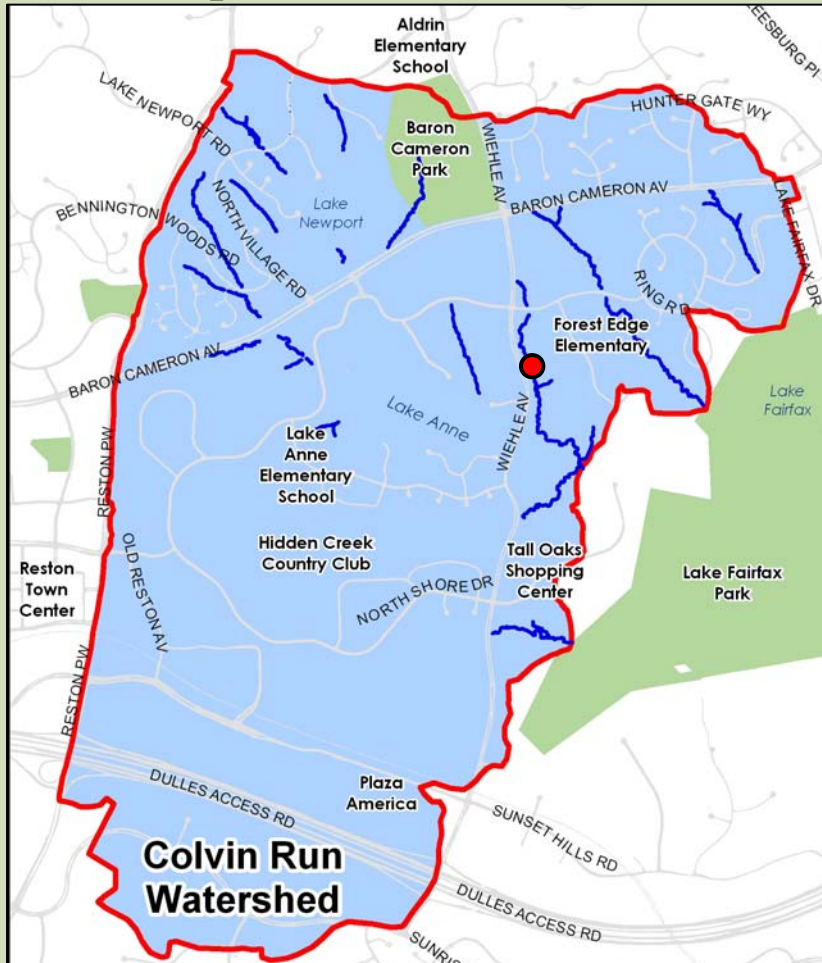 Aldrin
Elementary
School
LAKE NEWPORT RD
HUNTER GATE WY
Baron
Cameron
Park
WIEHLE AV
Lake
Newport
BARON CAMERON AV
LAKE FAIRFAX DR
BENNINGTON WOODS RD
NORTH VILLAGE RD
RING RD
Forest Edge
Elementary
BARON CAMERON AV
Lake
Fairfax
Lake Anne
WIEHLE AV
Lake
Anne
Elementary
School
RESTON PW
OLD RESTON AV
Hidden Creek
Country Club
Tall Oaks
Shopping
Center
Reston
Town
Center
NORTH SHORE DR
Lake Fairfax
Park
RESTON PW
DULLES ACCESS RD
Plaza
America
SUNSET HILLS RD
Colvin Run
Watershed
DULLES ACCESS RD